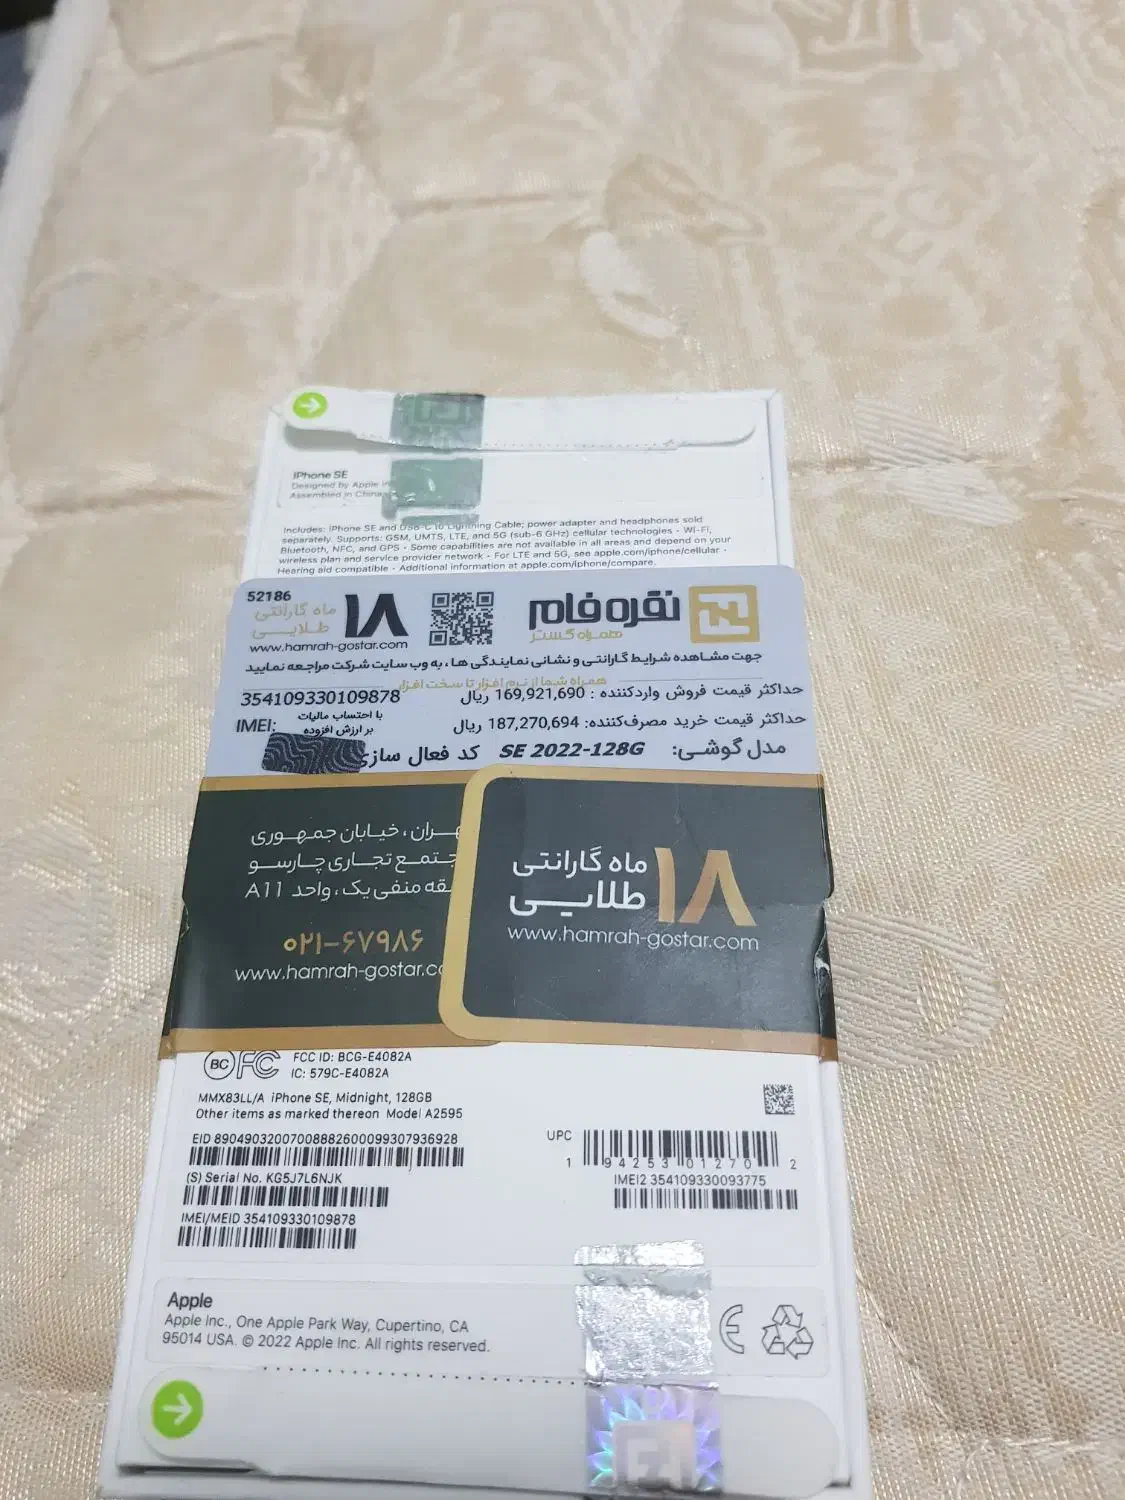 iPhone SE
Designed by Apple in
Assembled in China
Includes: iPhone SE and USB-C to Lightning Cable; power adapter and headphones sold
separately. Supports: GSM, UMTS, LTE, and 5G (sub-6 GHz) cellular technologies · Wi-Fi,
Bluetooth, NFC, and GPS · Some capabilities are not available in all areas and depend on your
wireless plan and service provider network · For LTE and 5G, see apple.com/iphone/cellular ·
Hearing aid compatible · Additional information at apple.com/iphone/compare.
52186
۱۸ ماه گارانتی
طلایی
www.hamrah-gostar.com
نقره فام
همراه گستر
جهت مشاهده شرایط گارانتی و نشانی نمایندگی ها، به وب سایت شرکت مراجعه نمایید
همراه شما از نرم افزار تا سخت افزار
حداکثر قیمت فروش واردکننده : 169,921,690 ریال
354109330109878
حداکثر قیمت خرید مصرف‌کننده: 187,270,694 ریال
با احتساب مالیات
بر ارزش افزوده
IMEI:
مدل گوشی: SE 2022-128G
کد فعال سازی
هران، خیابان جمهوری
جتمع تجاری چارسو
قه منفی یک، واحد A11
۰۲۱-۶۷۹۸۶
www.hamrah-gostar.co
۱۸ ماه گارانتی
طلایی
www.hamrah-gostar.com
BC FC
FCC ID: BCG-E4082A
IC: 579C-E4082A
MMX83LL/A iPhone SE, Midnight, 128GB
Other items as marked thereon Model A2595
EID 89049032007008882600099307936928
(S) Serial No. KG5J7L6NJK
IMEI/MEID 354109330109878
UPC
1 94253 01270 2
IMEI2 354109330093775
Apple
Apple Inc., One Apple Park Way, Cupertino, CA
95014 USA. © 2022 Apple Inc. All rights reserved.
CE